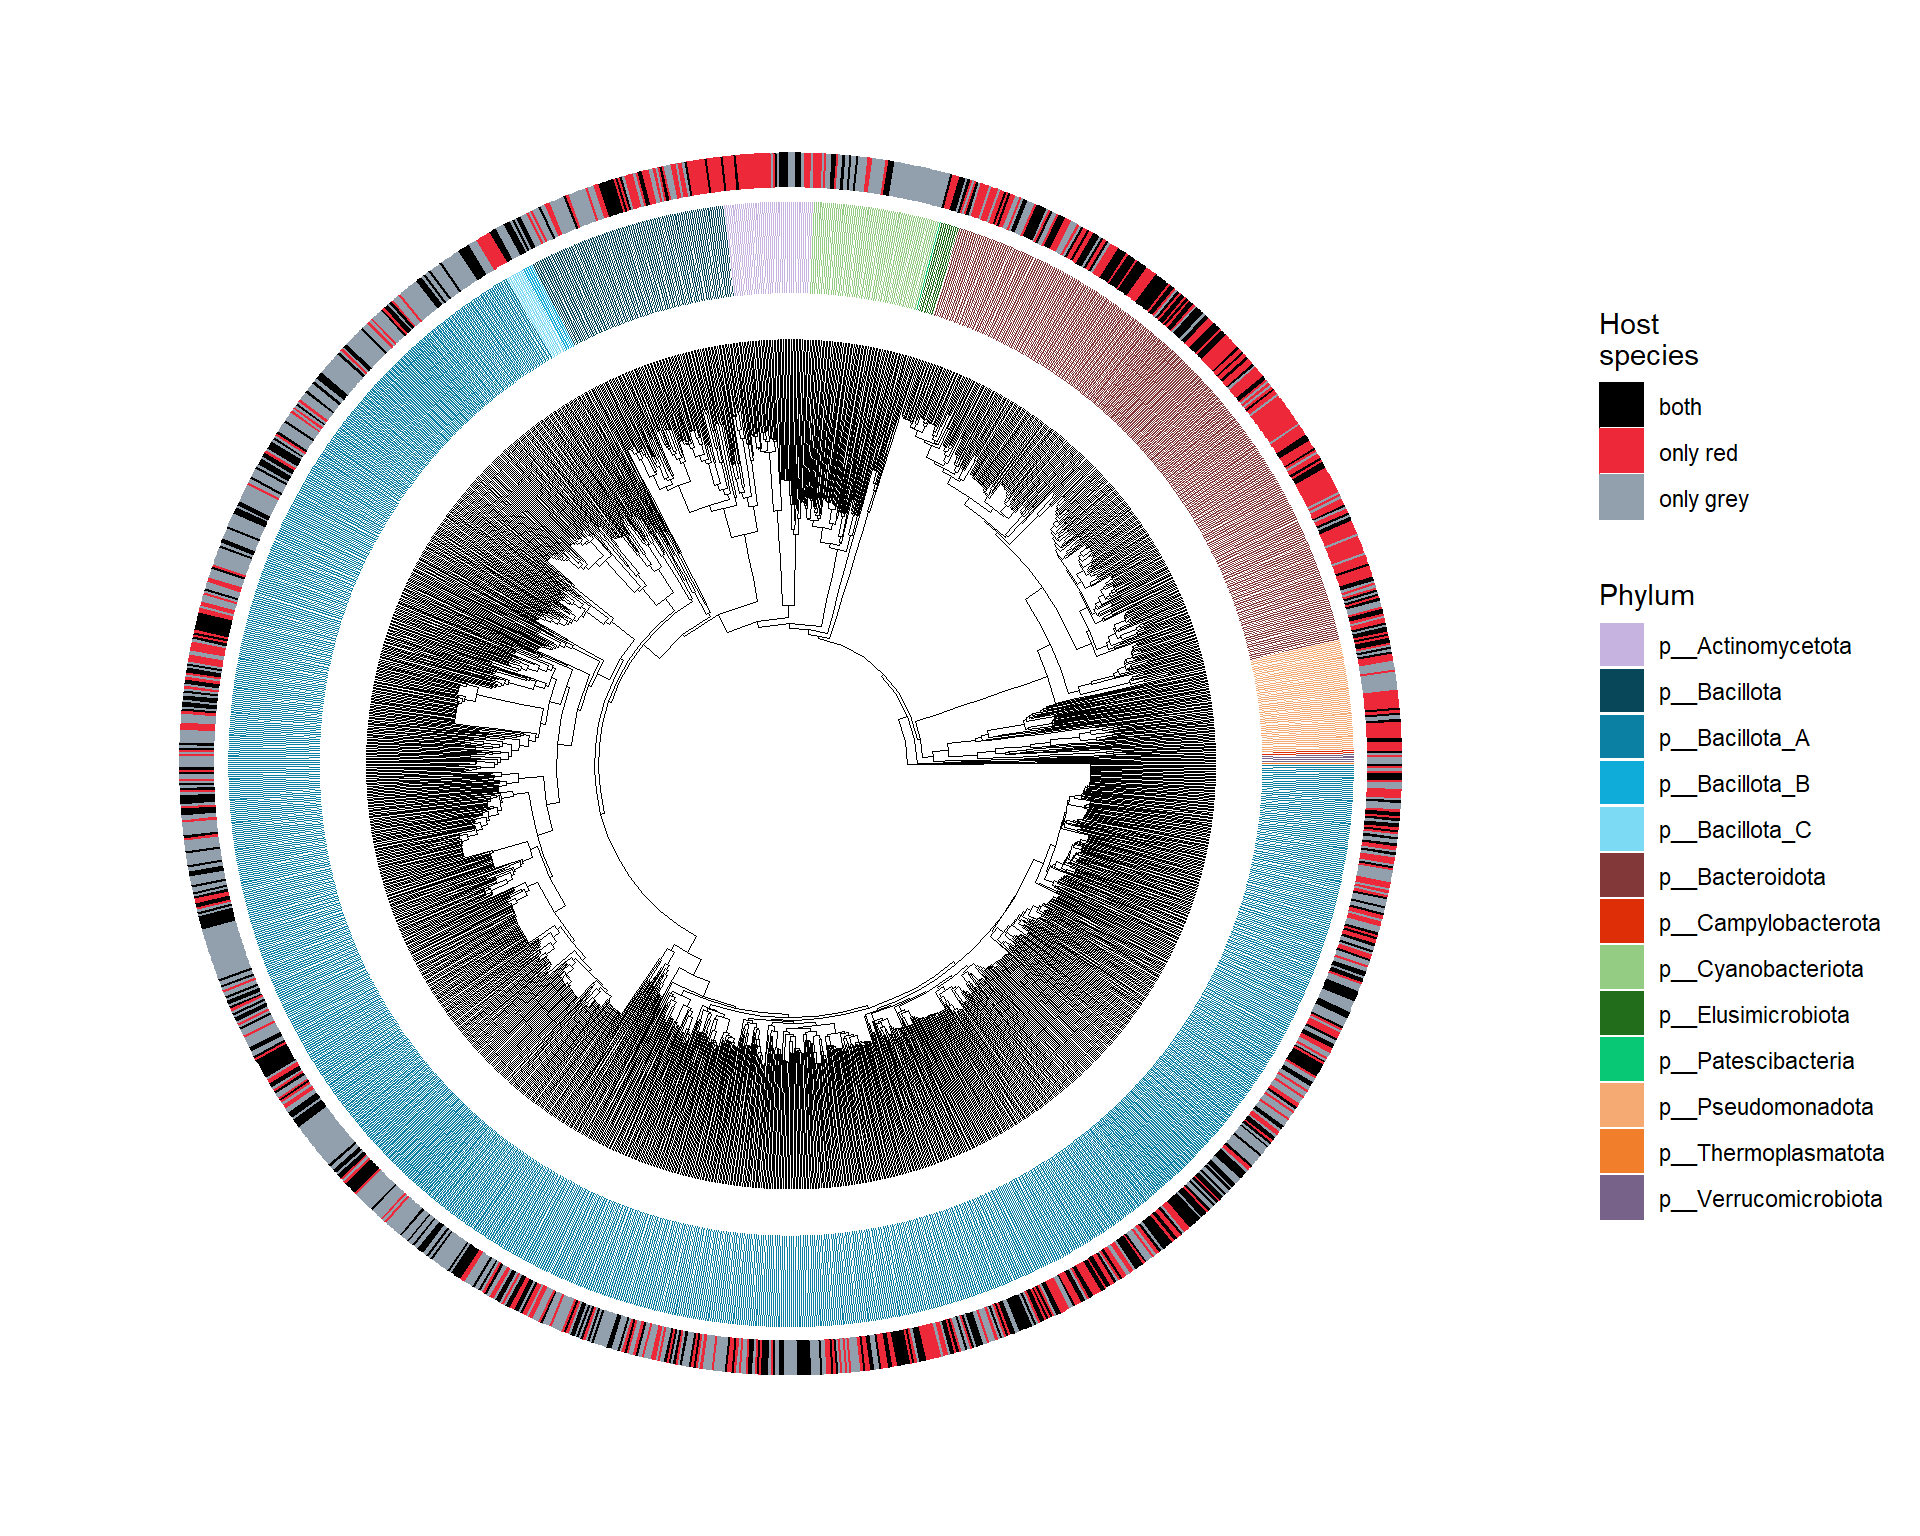 Host
species
both
only red
only grey
Phylum
p__Actinomycetota
p__Bacillota
p__Bacillota_A
p__Bacillota_B
p__Bacillota_C
p__Bacteroidota
p__Campylobacterota
p__Cyanobacteriota
p__Elusimicrobiota
p__Patescibacteria
p__Pseudomonadota
p__Thermoplasmatota
p__Verrucomicrobiota